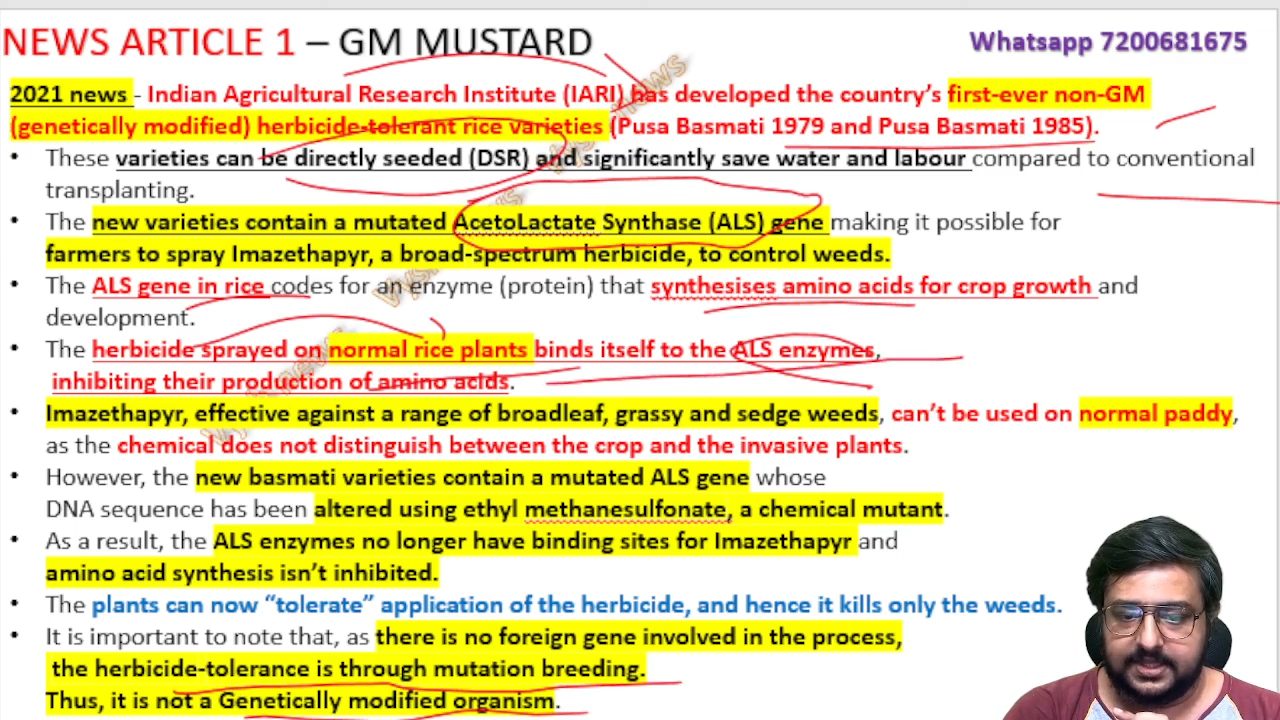 NEWS ARTICLE 1 – GM MUSTARD
Whatsapp 7200681675
2021 news - Indian Agricultural Research Institute (IARI) has developed the country's first-ever non-GM
(genetically modified) herbicide-tolerant rice varieties (Pusa Basmati 1979 and Pusa Basmati 1985).
• These varieties can be directly seeded (DSR) and significantly save water and labour compared to conventional
transplanting.
• The new varieties contain a mutated AcetoLactate Synthase (ALS) gene making it possible for
farmers to spray Imazethapyr, a broad-spectrum herbicide, to control weeds.
• The ALS gene in rice codes for an enzyme (protein) that synthesises amino acids for crop growth and
development.
• The herbicide sprayed on normal rice plants binds itself to the ALS enzymes,
inhibiting their production of amino acids.
• Imazethapyr, effective against a range of broadleaf, grassy and sedge weeds, can't be used on normal paddy,
as the chemical does not distinguish between the crop and the invasive plants.
• However, the new basmati varieties contain a mutated ALS gene whose
DNA sequence has been altered using ethyl methanesulfonate, a chemical mutant.
• As a result, the ALS enzymes no longer have binding sites for Imazethapyr and
amino acid synthesis isn't inhibited.
• The plants can now “tolerate” application of the herbicide, and hence it kills only the weeds.
• It is important to note that, as there is no foreign gene involved in the process,
the herbicide-tolerance is through mutation breeding.
Thus, it is not a Genetically modified organism.